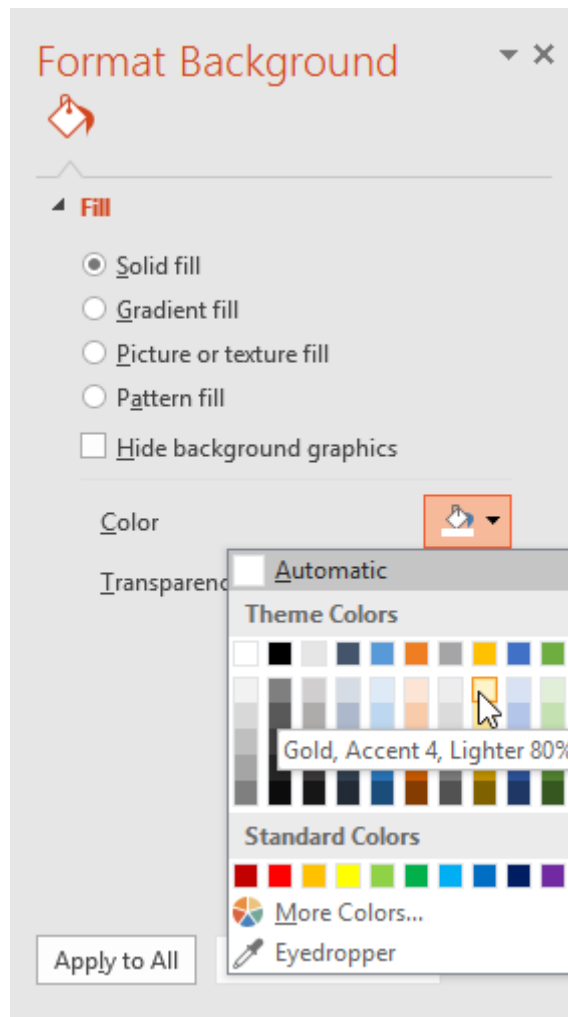 Format Background
Fill
Solid fill
Gradient fill
Picture or texture fill
Pattern fill
Hide background graphics
Color
Automatic
Theme Colors
Gold, Accent 4, Lighter 80%
Standard Colors
More Colors...
Apply to All
Eyedropper